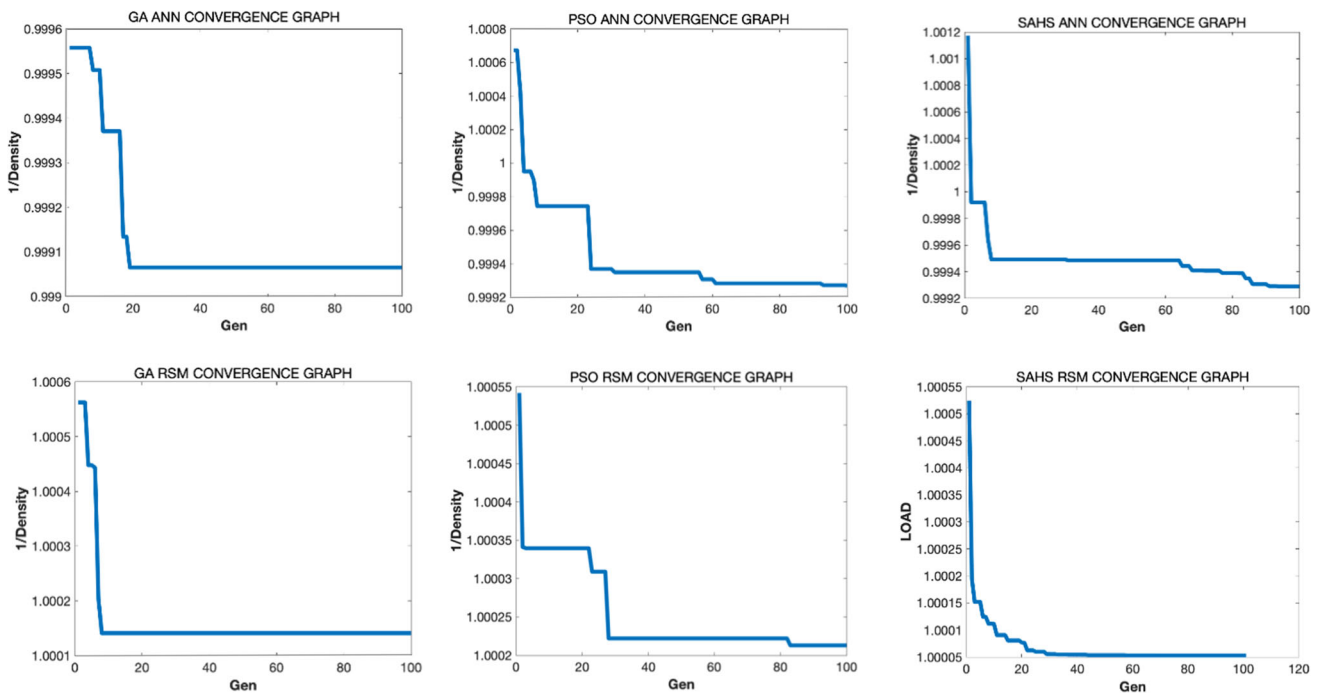 GA ANN CONVERGENCE GRAPH
0.9996
0.9995
0.9994
0.9993
0.9992
0.9991
0.999
1/Density
0 20 40 60 80 100
Gen
PSO ANN CONVERGENCE GRAPH
1.0008
1.0006
1.0004
1.0002
1
0.9998
0.9996
0.9994
0.9992
1/Density
0 20 40 60 80 100
Gen
SAHS ANN CONVERGENCE GRAPH
1.0012
1.001
1.0008
1.0006
1.0004
1.0002
1
0.9998
0.9996
0.9994
0.9992
1/Density
0 20 40 60 80 100
Gen
GA RSM CONVERGENCE GRAPH
1.0006
1.0005
1.0004
1.0003
1.0002
1.0001
1/Density
0 20 40 60 80 100
Gen
PSO RSM CONVERGENCE GRAPH
1.00055
1.0005
1.00045
1.0004
1.00035
1.0003
1.00025
1.0002
1/Density
0 20 40 60 80 100
Gen
SAHS RSM CONVERGENCE GRAPH
1.00055
1.0005
1.00045
1.0004
1.00035
1.0003
1.00025
1.0002
1.00015
1.0001
1.00005
LOAD
0 20 40 60 80 100 120
Gen